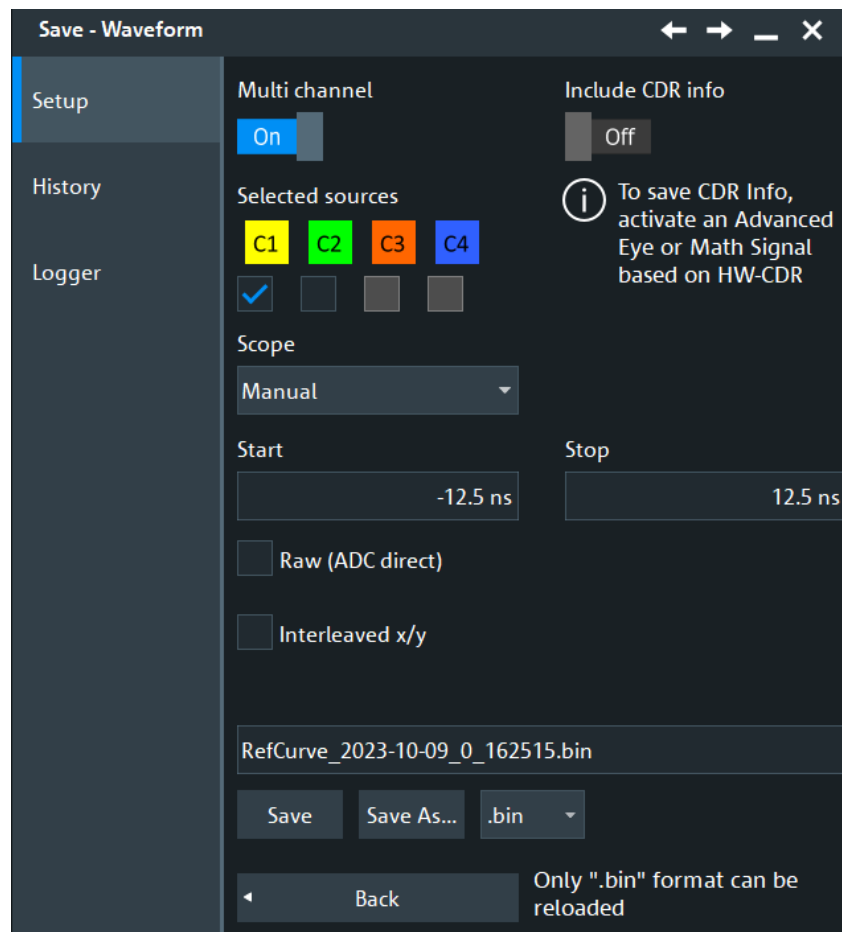 Save - Waveform
Setup
History
Logger
Multi channel
On
Include CDR info
Off
Selected sources
C1 C2 C3 C4
To save CDR Info,
activate an Advanced
Eye or Math Signal
based on HW-CDR
Scope
Manual
Start
-12.5 ns
Stop
12.5 ns
Raw (ADC direct)
Interleaved x/y
RefCurve_2023-10-09_0_162515.bin
Save
Save As...
.bin
Back
Only ".bin" format can be
reloaded